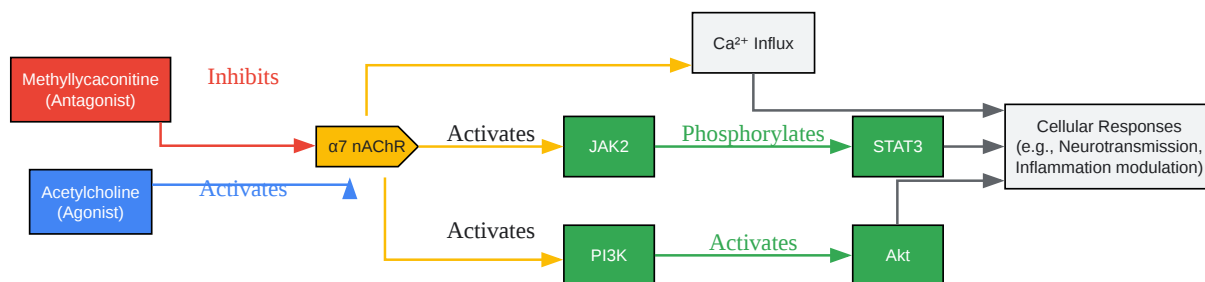 Ca²⁺ Influx
Methyllycaconitine
(Antagonist)
Inhibits
α7 nAChR
Activates
JAK2
Phosphorylates
STAT3
Cellular Responses
(e.g., Neurotransmission,
Inflammation modulation)
Acetylcholine
(Agonist)
Activates
Activates
PI3K
Activates
Akt